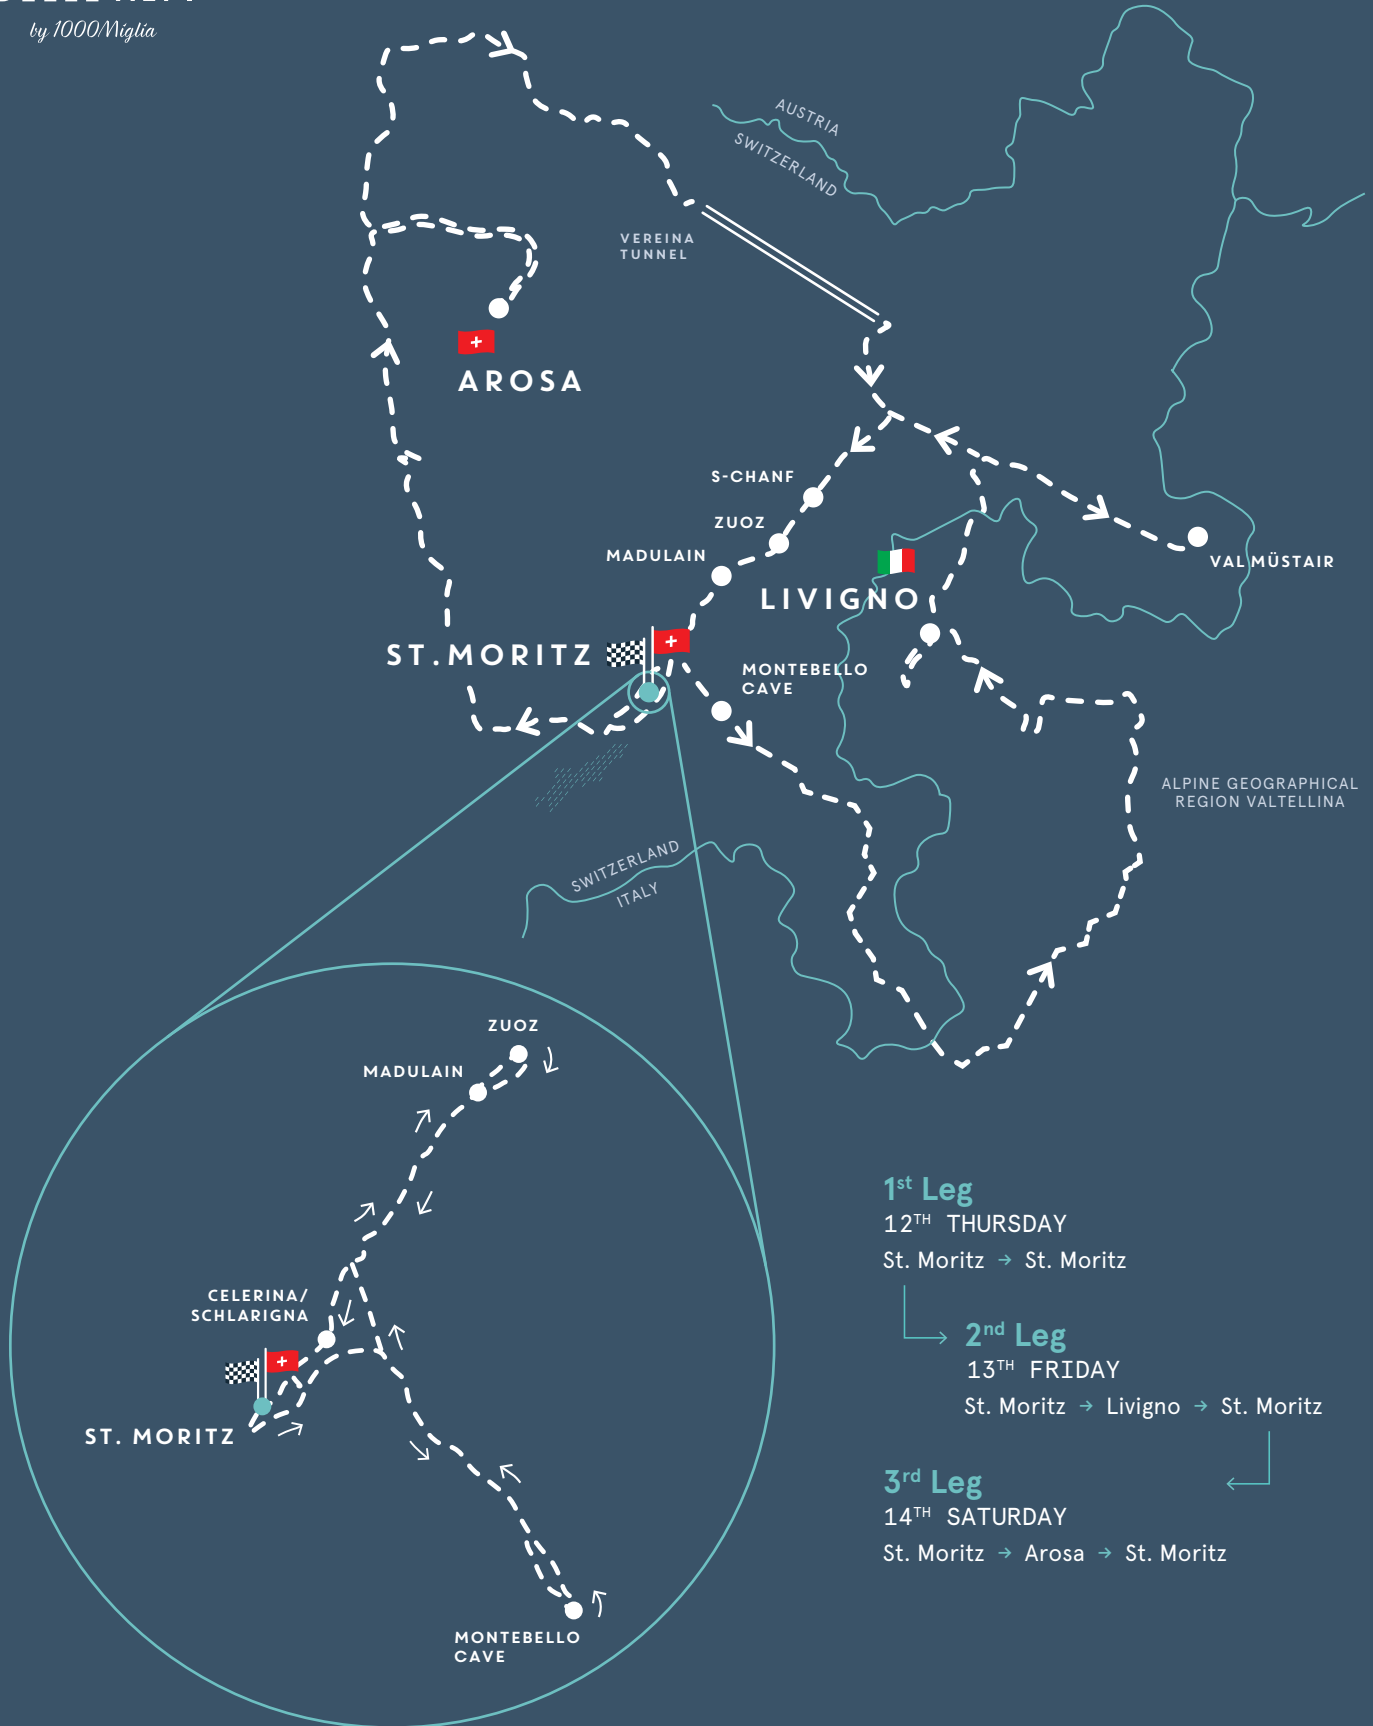 by 1000Miglia
AUSTRIA
SWITZERLAND
VEREINA
TUNNEL
AROSA
S-CHANF
ZUOZ
MADULAIN
VAL MÜSTAIR
LIVIGNO
ST.MORITZ
MONTEBELLO
CAVE
ALPINE GEOGRAPHICAL
REGION VALTELLINA
SWITZERLAND
ITALY
ZUOZ
MADULAIN
CELERINA/
SCHLARIGNA
ST. MORITZ
MONTEBELLO
CAVE
1st Leg
12TH THURSDAY
St. Moritz → St. Moritz
2nd Leg
13TH FRIDAY
St. Moritz → Livigno → St. Moritz
3rd Leg
14TH SATURDAY
St. Moritz → Arosa → St. Moritz